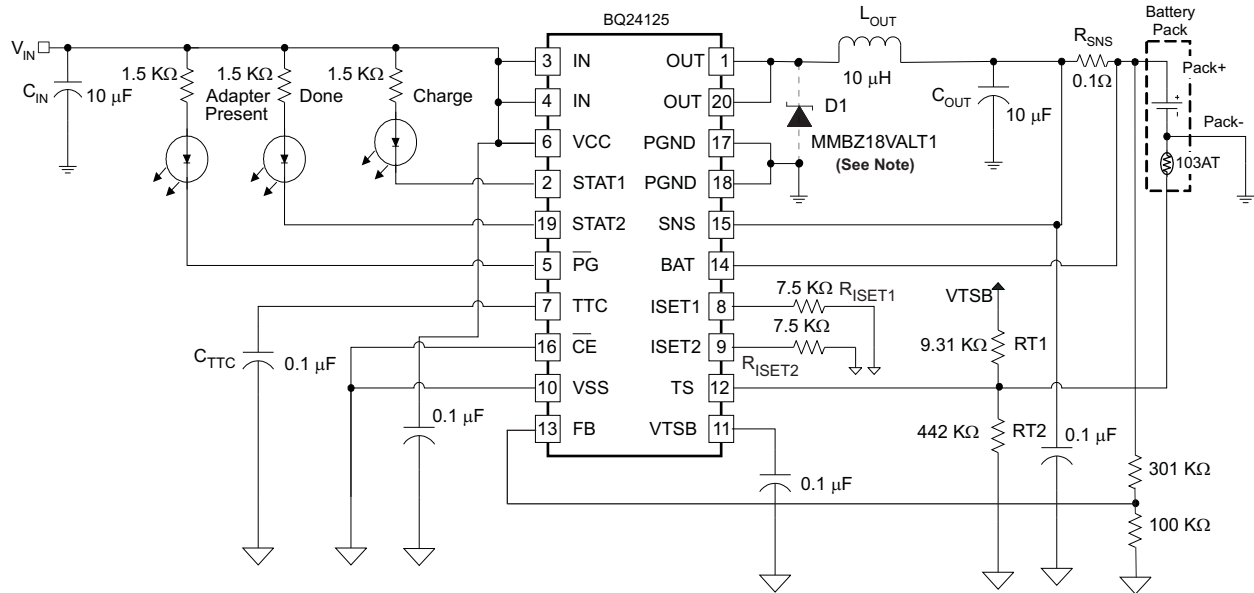 BQ24125
V_IN
C_IN
10 µF
1.5 KΩ
Adapter
Present
1.5 KΩ
Done
1.5 KΩ
Charge
3 IN
4 IN
6 VCC
2 STAT1
19 STAT2
5 P̅G̅
7 TTC
16 C̅E̅
10 VSS
13 FB
OUT 1
OUT 20
PGND 17
PGND 18
SNS 15
BAT 14
ISET1 8
ISET2 9
TS 12
VTSB 11
C_TTC
0.1 µF
0.1 µF
L_OUT
10 µH
D1
MMBZ18VALT1
(See Note)
C_OUT
10 µF
R_SNS
0.1Ω
Battery
Pack
Pack+
+
-
Pack-
103AT
7.5 KΩ
R_ISET1
7.5 KΩ
R_ISET2
VTSB
9.31 KΩ
RT1
442 KΩ
RT2
0.1 µF
0.1 µF
301 KΩ
100 KΩ